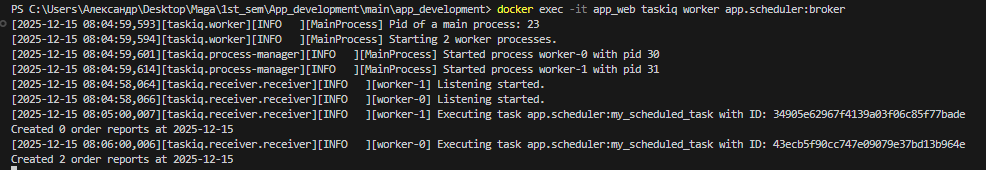 PS C:\Users\Александр\Desktop\Maga\1st_sem\App_development\main\app_development> docker exec -it app_web taskiq worker app.scheduler:broker
[2025-12-15 08:04:59,593][taskiq.worker][INFO   ][MainProcess] Pid of a main process: 23
[2025-12-15 08:04:59,594][taskiq.worker][INFO   ][MainProcess] Starting 2 worker processes.
[2025-12-15 08:04:59,601][taskiq.process-manager][INFO   ][MainProcess] Started process worker-0 with pid 30
[2025-12-15 08:04:59,614][taskiq.process-manager][INFO   ][MainProcess] Started process worker-1 with pid 31
[2025-12-15 08:04:58,064][taskiq.receiver.receiver][INFO   ][worker-1] Listening started.
[2025-12-15 08:04:58,066][taskiq.receiver.receiver][INFO   ][worker-0] Listening started.
[2025-12-15 08:05:00,007][taskiq.receiver.receiver][INFO   ][worker-1] Executing task app.scheduler:my_scheduled_task with ID: 34905e62967f4139a03f06c85f77bade
Created 0 order reports at 2025-12-15
[2025-12-15 08:06:00,006][taskiq.receiver.receiver][INFO   ][worker-0] Executing task app.scheduler:my_scheduled_task with ID: 43ecb5f90cc747e09079e37bd13b964e
Created 2 order reports at 2025-12-15